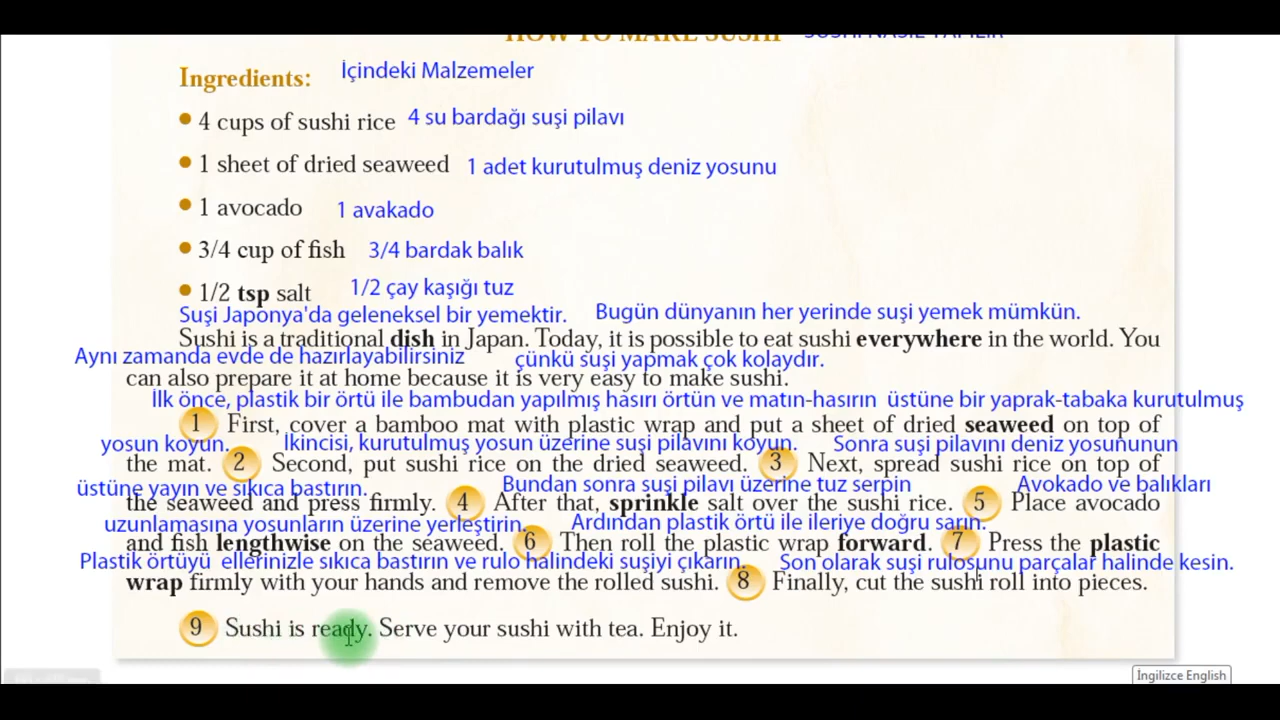 HOW TO MAKE SUSHI SUSHİ NASIL YAPILIR
Ingredients: İçindeki Malzemeler
• 4 cups of sushi rice 4 su bardağı suşi pilavı
• 1 sheet of dried seaweed 1 adet kurutulmuş deniz yosunu
• 1 avocado 1 avakado
• 3/4 cup of fish 3/4 bardak balık
• 1/2 tsp salt 1/2 çay kaşığı tuz
Suşi Japonya'da geleneksel bir yemektir. Bugün dünyanın her yerinde suşi yemek mümkün.
Sushi is a traditional dish in Japan. Today, it is possible to eat sushi everywhere in the world. You
Aynı zamanda evde de hazırlayabilirsiniz çünkü suşi yapmak çok kolaydır.
can also prepare it at home because it is very easy to make sushi.
İlk önce, plastik bir örtü ile bambudan yapılmış hasırı örtün ve matın-hasırın üstüne bir yaprak-tabaka kurutulmuş
1 First, cover a bamboo mat with plastic wrap and put a sheet of dried seaweed on top of
yosun koyun. İkincisi, kurutulmuş yosun üzerine suşi pilavını koyun. Sonra suşi pilavını deniz yosununun
the mat. 2 Second, put sushi rice on the dried seaweed. 3 Next, spread sushi rice on top of
üstüne yayın ve sıkıca bastırın. Bundan sonra suşi pilavı üzerine tuz serpin Avokado ve balıkları
the seaweed and press firmly. 4 After that, sprinkle salt over the sushi rice. 5 Place avocado
uzunlamasına yosunların üzerine yerleştirin. Ardından plastik örtü ile ileriye doğru sarın.
and fish lengthwise on the seaweed. 6 Then roll the plastic wrap forward. 7 Press the plastic
Plastik örtüyü ellerinizle sıkıca bastırın ve rulo halindeki suşiyi çıkarın. Son olarak suşi rulosunu parçalar halinde kesin.
wrap firmly with your hands and remove the rolled sushi. 8 Finally, cut the sushi roll into pieces.
9 Sushi is ready. Serve your sushi with tea. Enjoy it.
İngilizce English